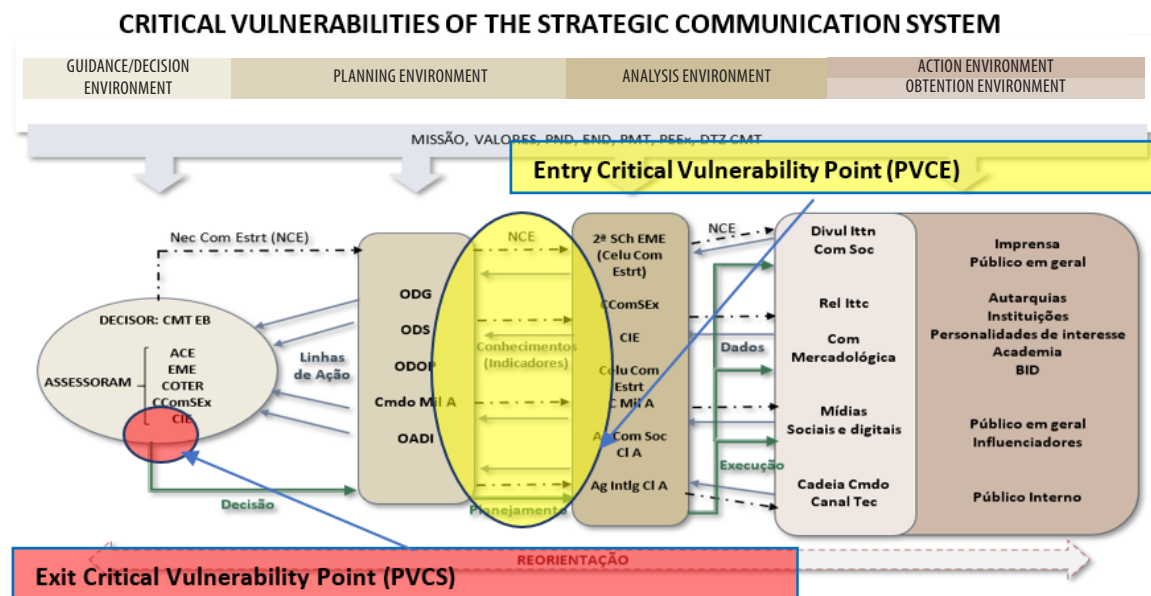 CRITICAL VULNERABILITIES OF THE STRATEGIC COMMUNICATION SYSTEM
GUIDANCE/DECISION
ENVIRONMENT
PLANNING ENVIRONMENT
ANALYSIS ENVIRONMENT
ACTION ENVIRONMENT
OBTENTION ENVIRONMENT
MISSÃO, VALORES, PND, END, PMT, PEEx, DTZ CMT
Entry Critical Vulnerability Point (PVCE)
Nec Com Estrt (NCE)
DECISOR: CMT EB
ASSESSORAM
ACE
EME
COTER
CComSEx
CIE
Linhas
de Ação
Decisão
ODG
ODS
ODOP
Cmdo Mil A
OADI
NCE
Conhecimentos
(Indicadores)
Planejamento
2ª SCh EME
(Celu Com
Estrt)
CComSEx
CIE
Celu Com
Estrt
C Mil A
Com Soc
Cl A
Ag Intlg Cl A
NCE
Dados
Execução
Divul Ittn
Com Soc
Rel Ittc
Com
Mercadológica
Mídias
Sociais e digitais
Cadeia Cmdo
Canal Tec
Imprensa
Público em geral
Autarquias
Instituições
Personalidades de interesse
Academia
BID
Público em geral
Influenciadores
Público Interno
REORIENTAÇÃO
Exit Critical Vulnerability Point (PVCS)